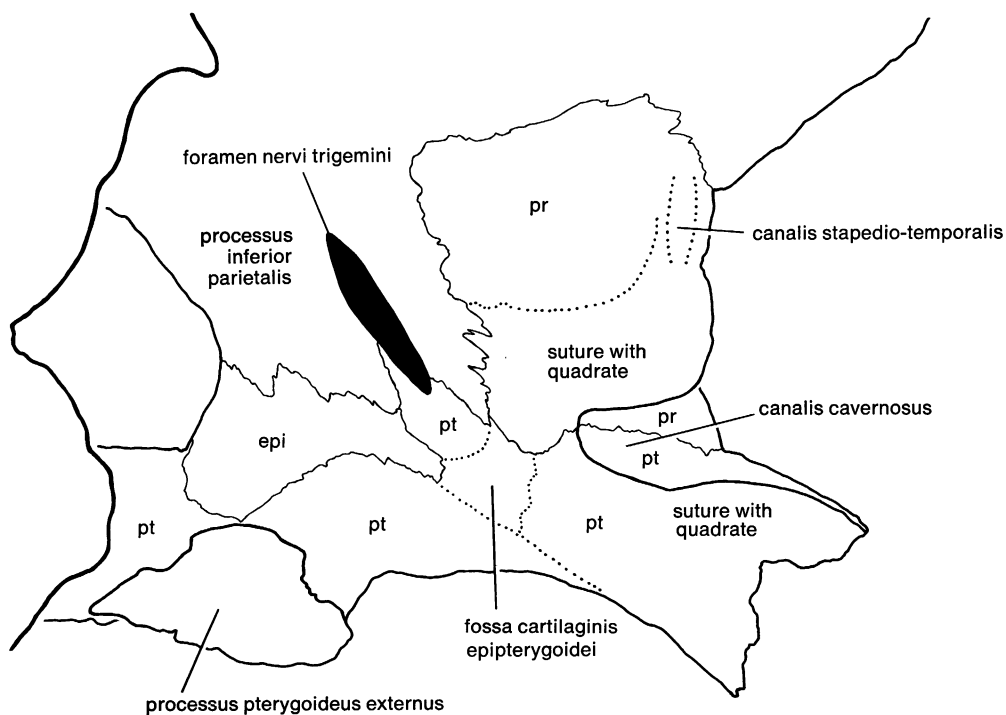 foramen nervi trigemini
processus
inferior
parietalis
pr
canalis stapedio-temporalis
suture with
quadrate
canalis cavernosus
pr
pt
epi
pt
pt
pt
pt
suture with
quadrate
fossa cartilaginis
epipterygoidei
processus pterygoideus externus